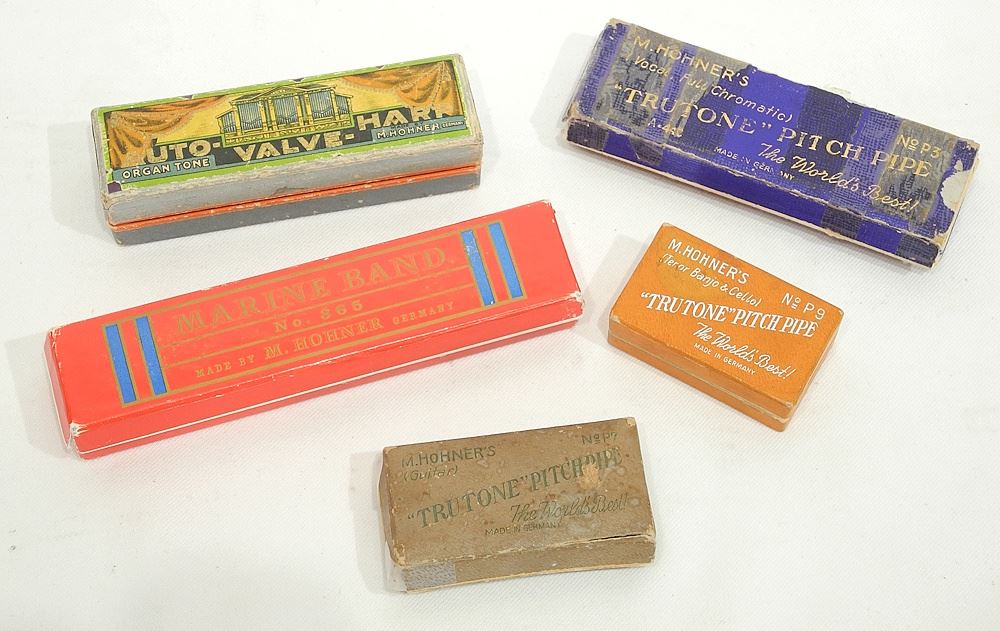 AUTO-VALVE-HARP
ORGAN TONE
M. HOHNER GERMANY
M. HOHNER'S
Vocal (Fully Chromatic)
"TRUTONE" PITCH PIPE
No P3
MADE IN GERMANY
The World's Best!
MARINE BAND
No. 365
MADE BY M. HOHNER GERMANY
M. HOHNER'S
(Tenor Banjo & Cello)
No P9
"TRUTONE" PITCH PIPE
The World's Best!
MADE IN GERMANY
M. HOHNER'S
(Guitar)
No P7
"TRUTONE" PITCH PIPE
The World's Best!
MADE IN GERMANY